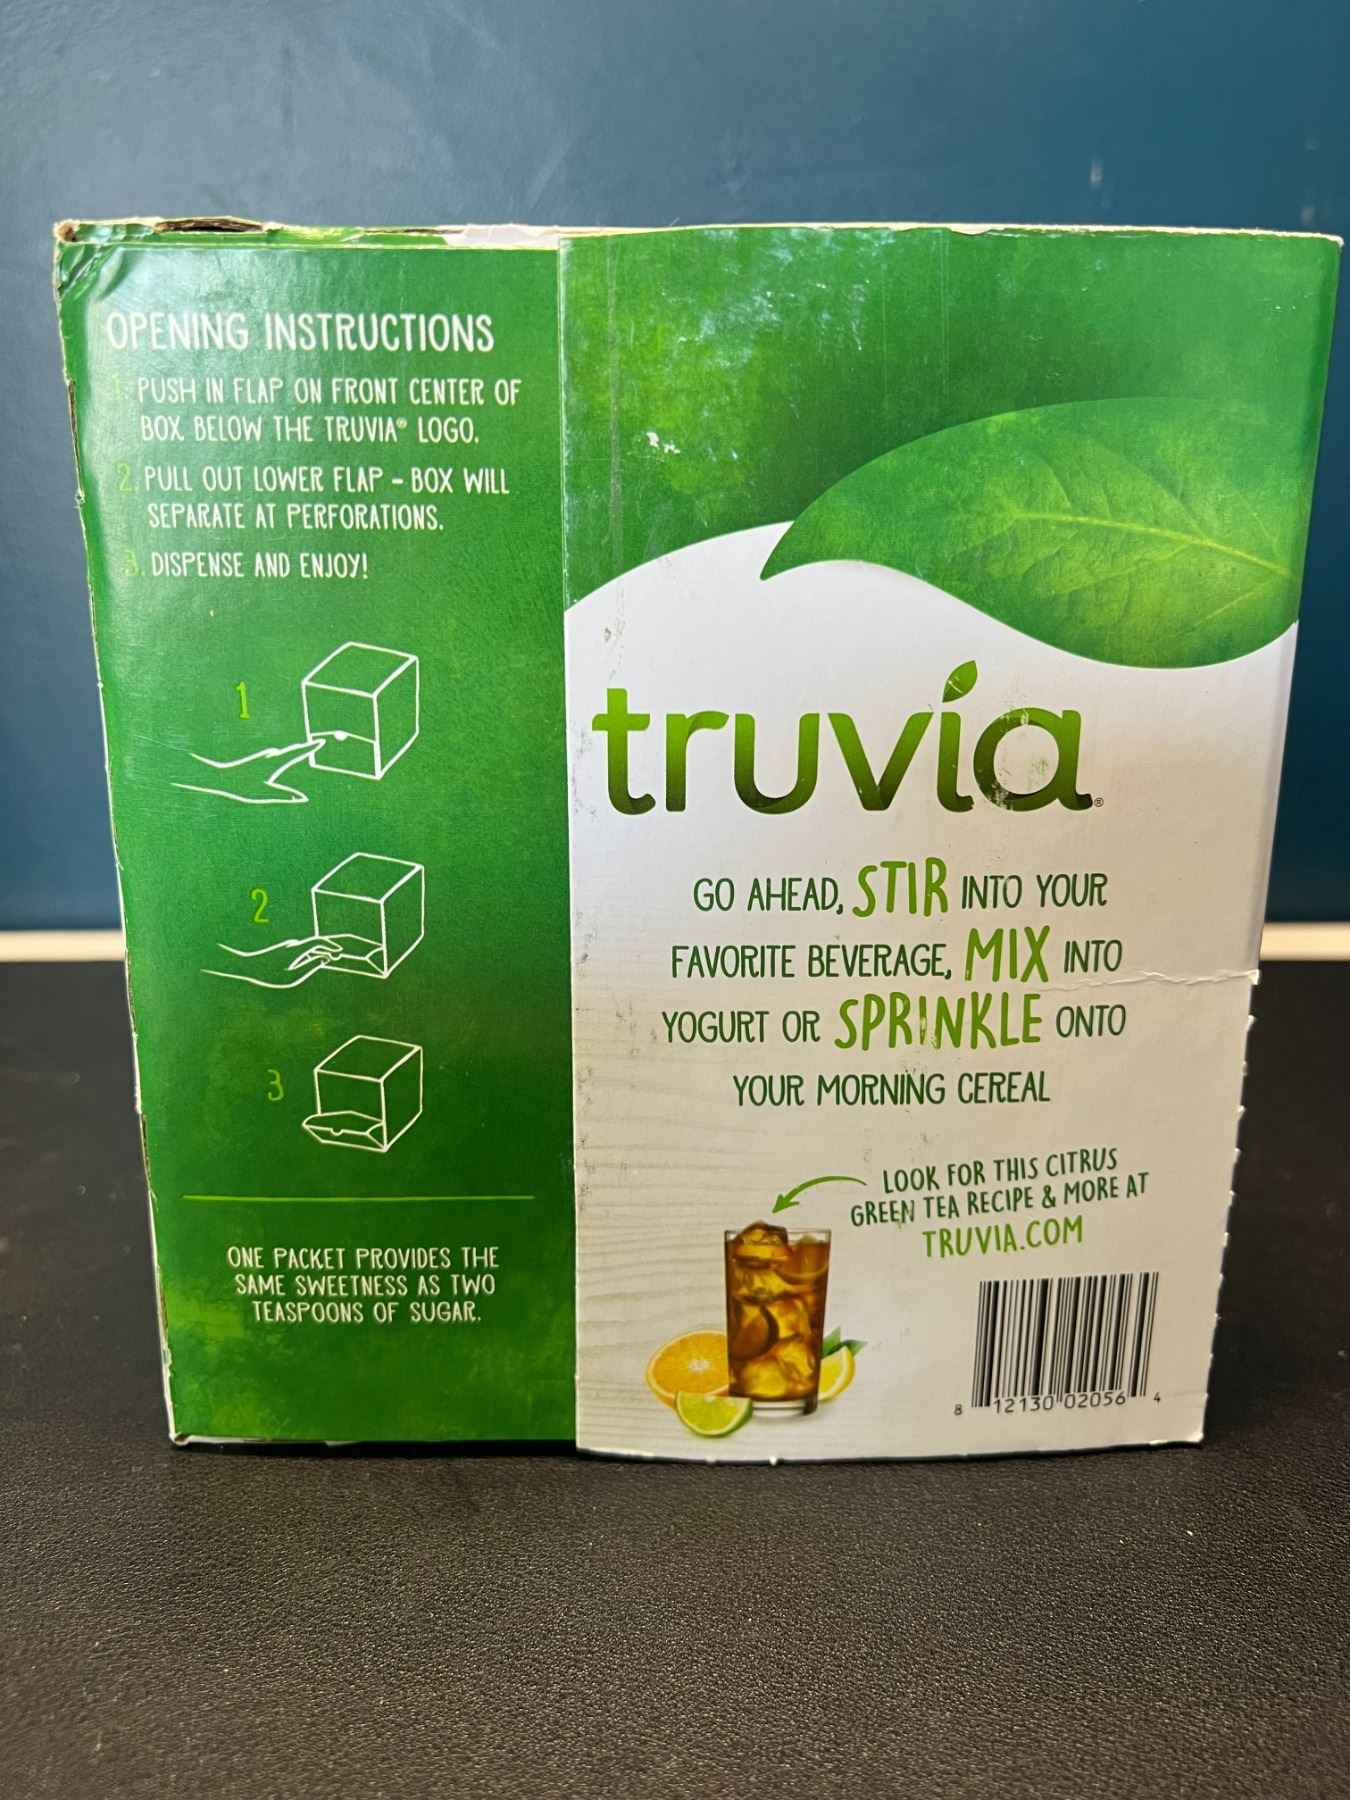 OPENING INSTRUCTIONS
1. PUSH IN FLAP ON FRONT CENTER OF
BOX BELOW THE TRUVIA® LOGO.
2. PULL OUT LOWER FLAP - BOX WILL
SEPARATE AT PERFORATIONS.
3. DISPENSE AND ENJOY!
1
2
3
ONE PACKET PROVIDES THE
SAME SWEETNESS AS TWO
TEASPOONS OF SUGAR.
truvía®
GO AHEAD, STIR INTO YOUR
FAVORITE BEVERAGE, MIX INTO
YOGURT OR SPRINKLE ONTO
YOUR MORNING CEREAL
LOOK FOR THIS CITRUS
GREEN TEA RECIPE & MORE AT
TRUVIA.COM
8 12130 02056 4